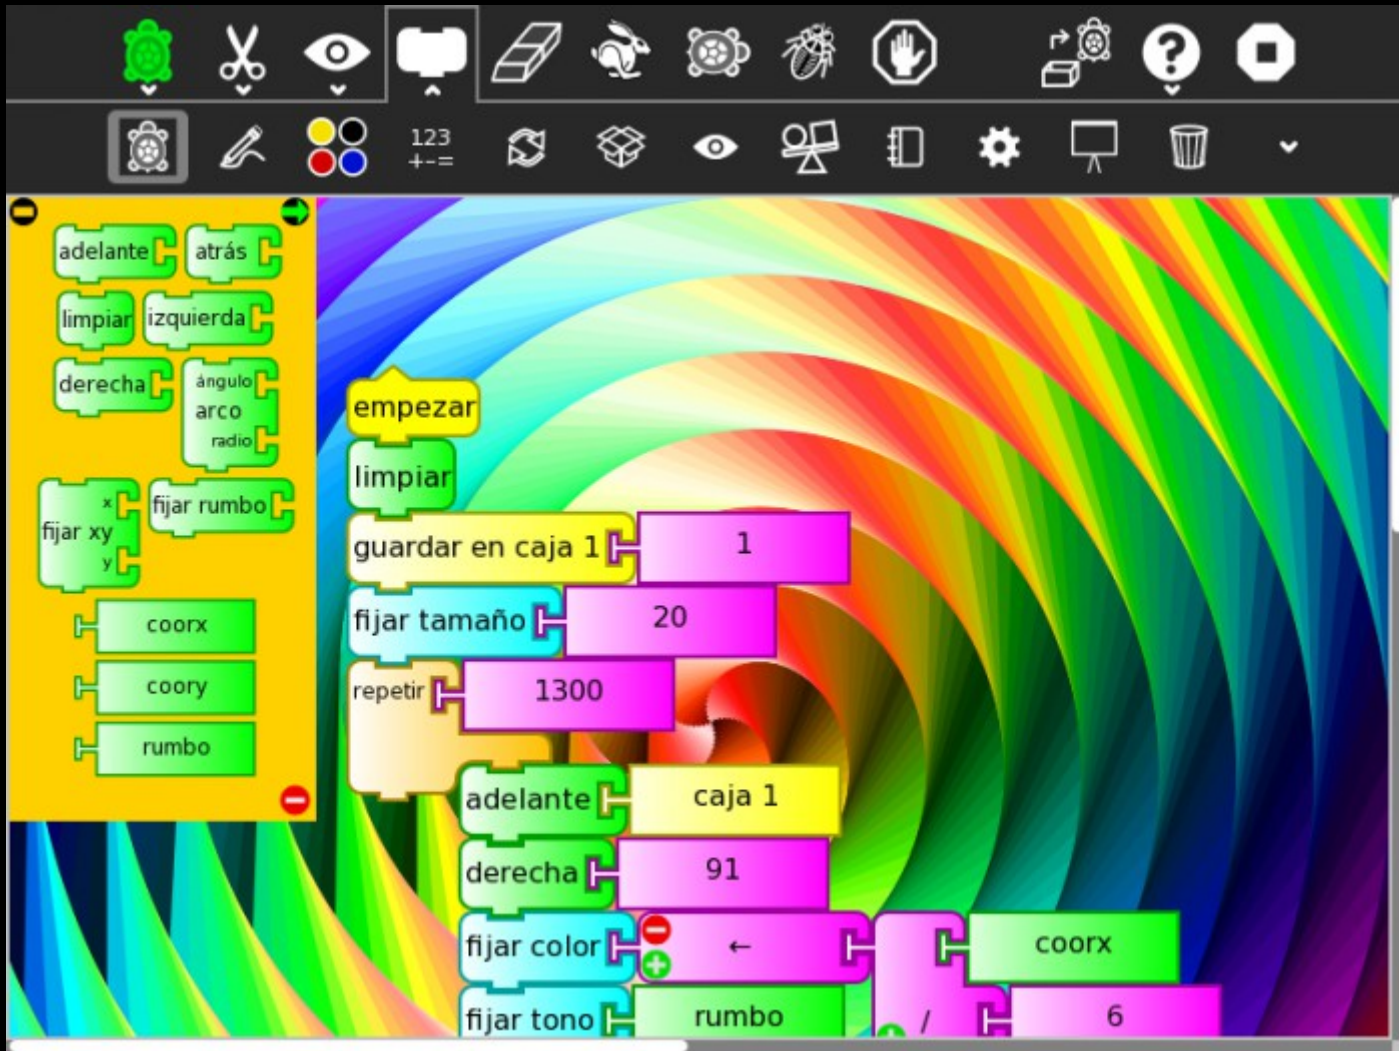 123
+-=
adelante
atrás
limpiar
izquierda
derecha
ángulo
arco
radio
x
fijar xy
y
fijar rumbo
coorx
coory
rumbo
empezar
limpiar
guardar en caja 1 1
fijar tamaño 20
repetir 1300
adelante caja 1
derecha 91
fijar color ← coorx
fijar tono rumbo / 6